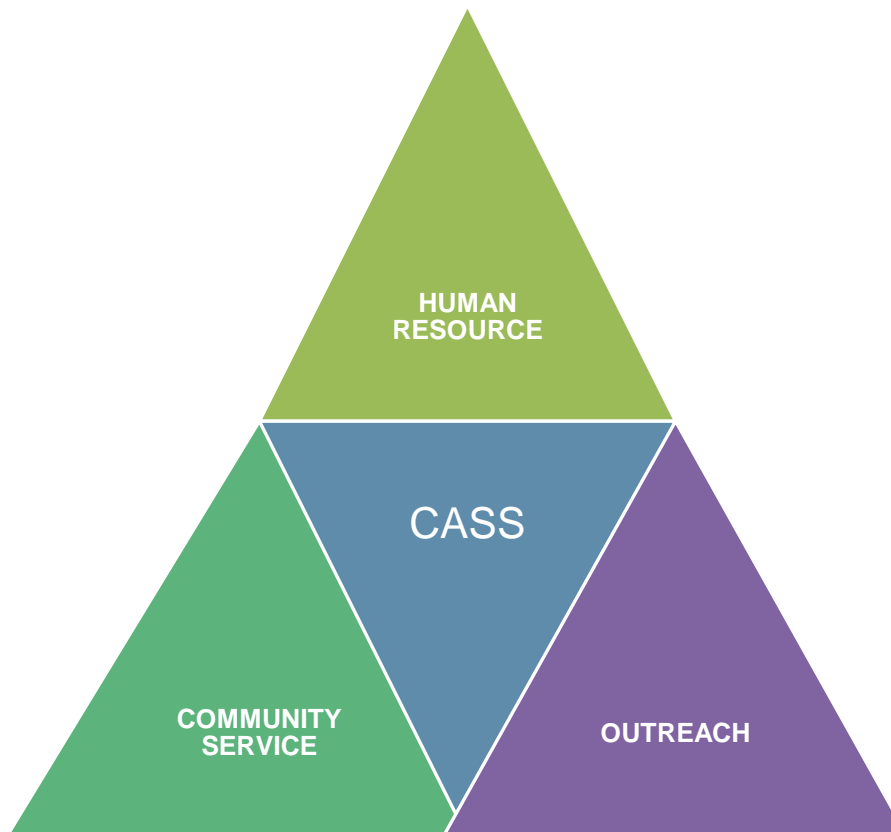 HUMAN
RESOURCE
CASS
COMMUNITY
SERVICE
OUTREACH